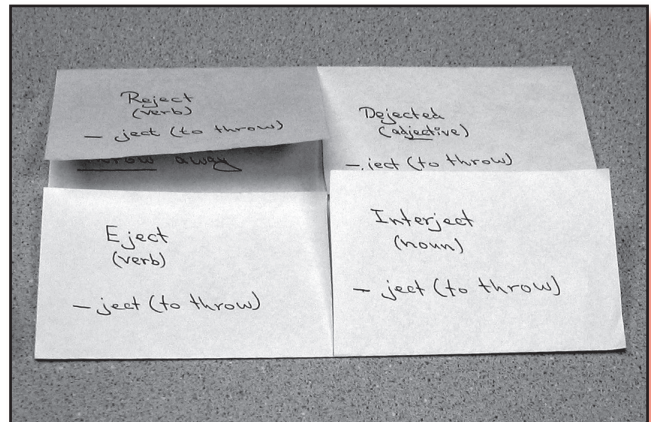 Reject
(verb)
— ject (to throw)
throw away
Dejected
(adjective)
— ject (to throw)
Eject
(verb)
— ject (to throw)
Interject
(noun)
— ject (to throw)